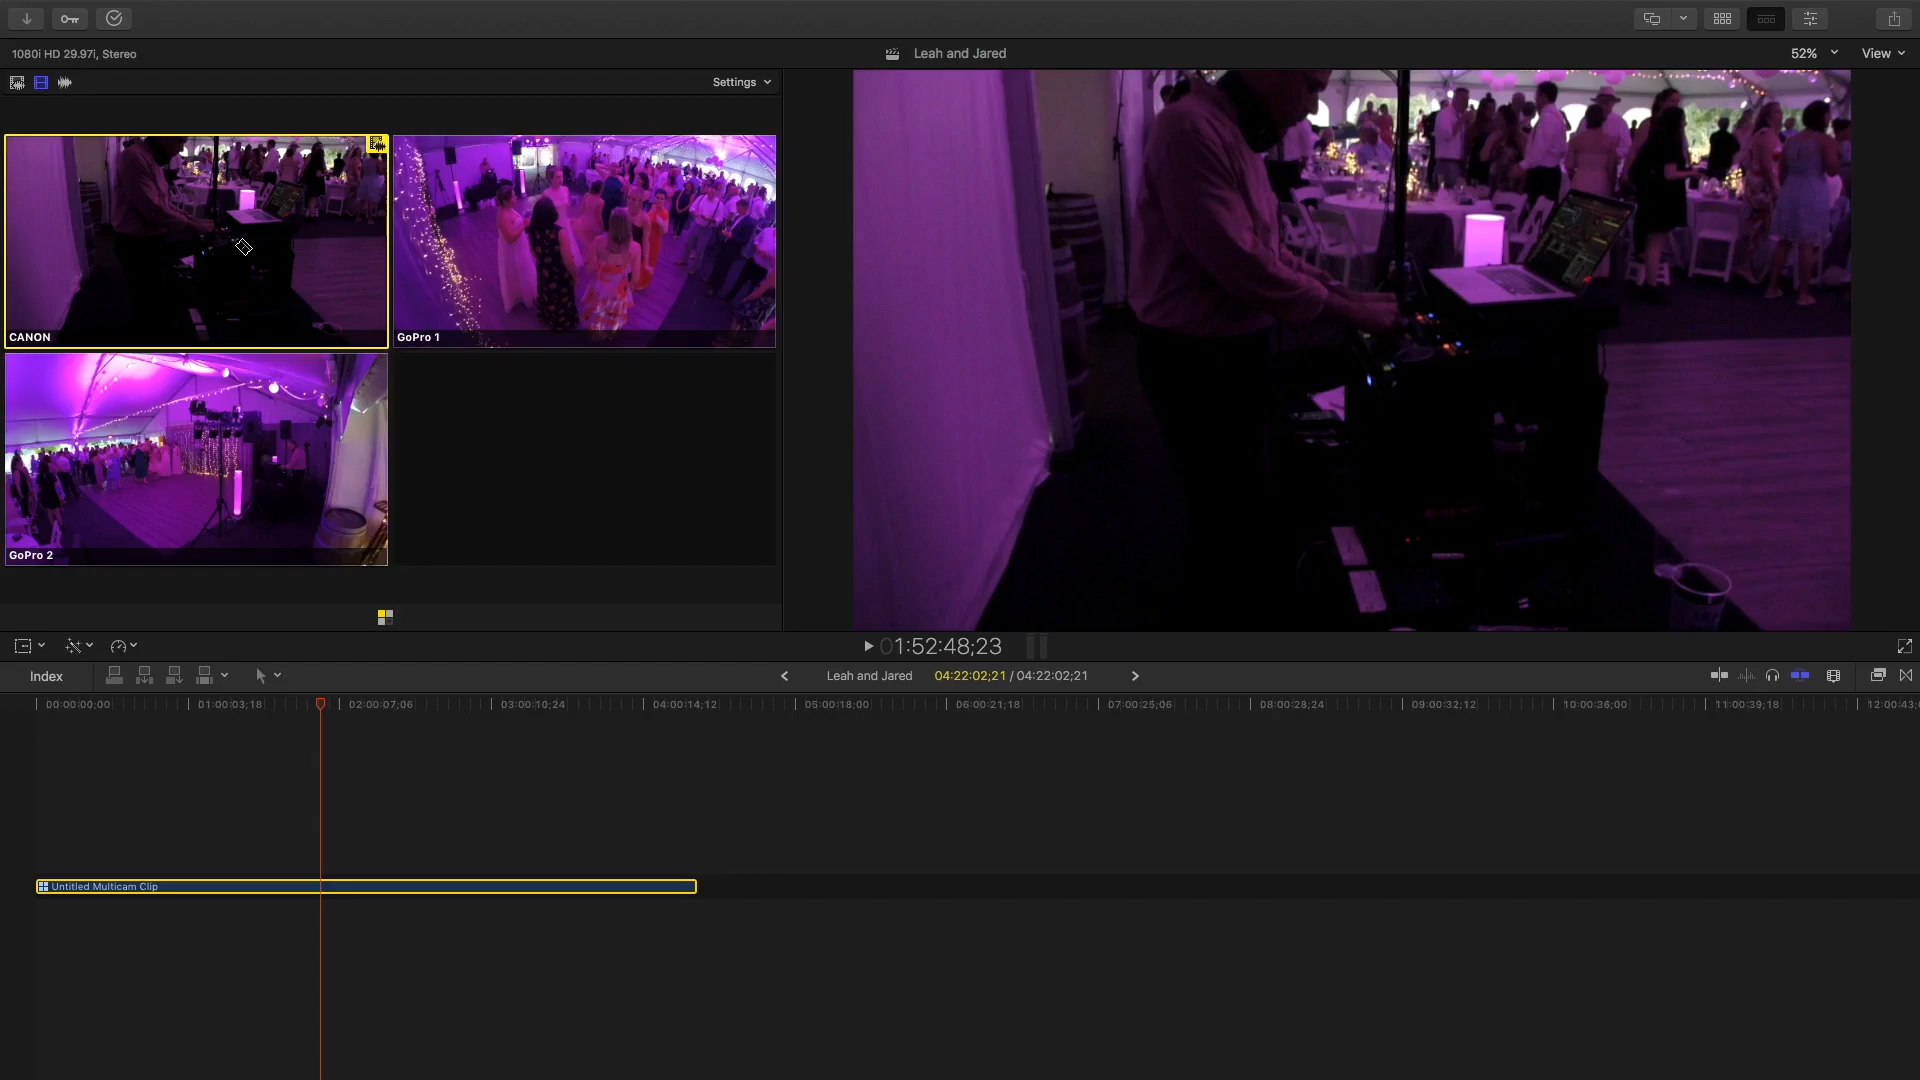 1080i HD 29.97i, Stereo
Leah and Jared
52%
View
Settings
CANON
GoPro 1
GoPro 2
01:52:48;23
Index
Leah and Jared
04:22:02;21 / 04:22:02;21
00:00:00;00
01:00:03;18
02:00:07;06
03:00:10;24
04:00:14;12
05:00:18;00
06:00:21;18
07:00:25;06
08:00:28;24
09:00:32;12
10:00:36;00
11:00:39;18
12:00:43;
Untitled Multicam Clip